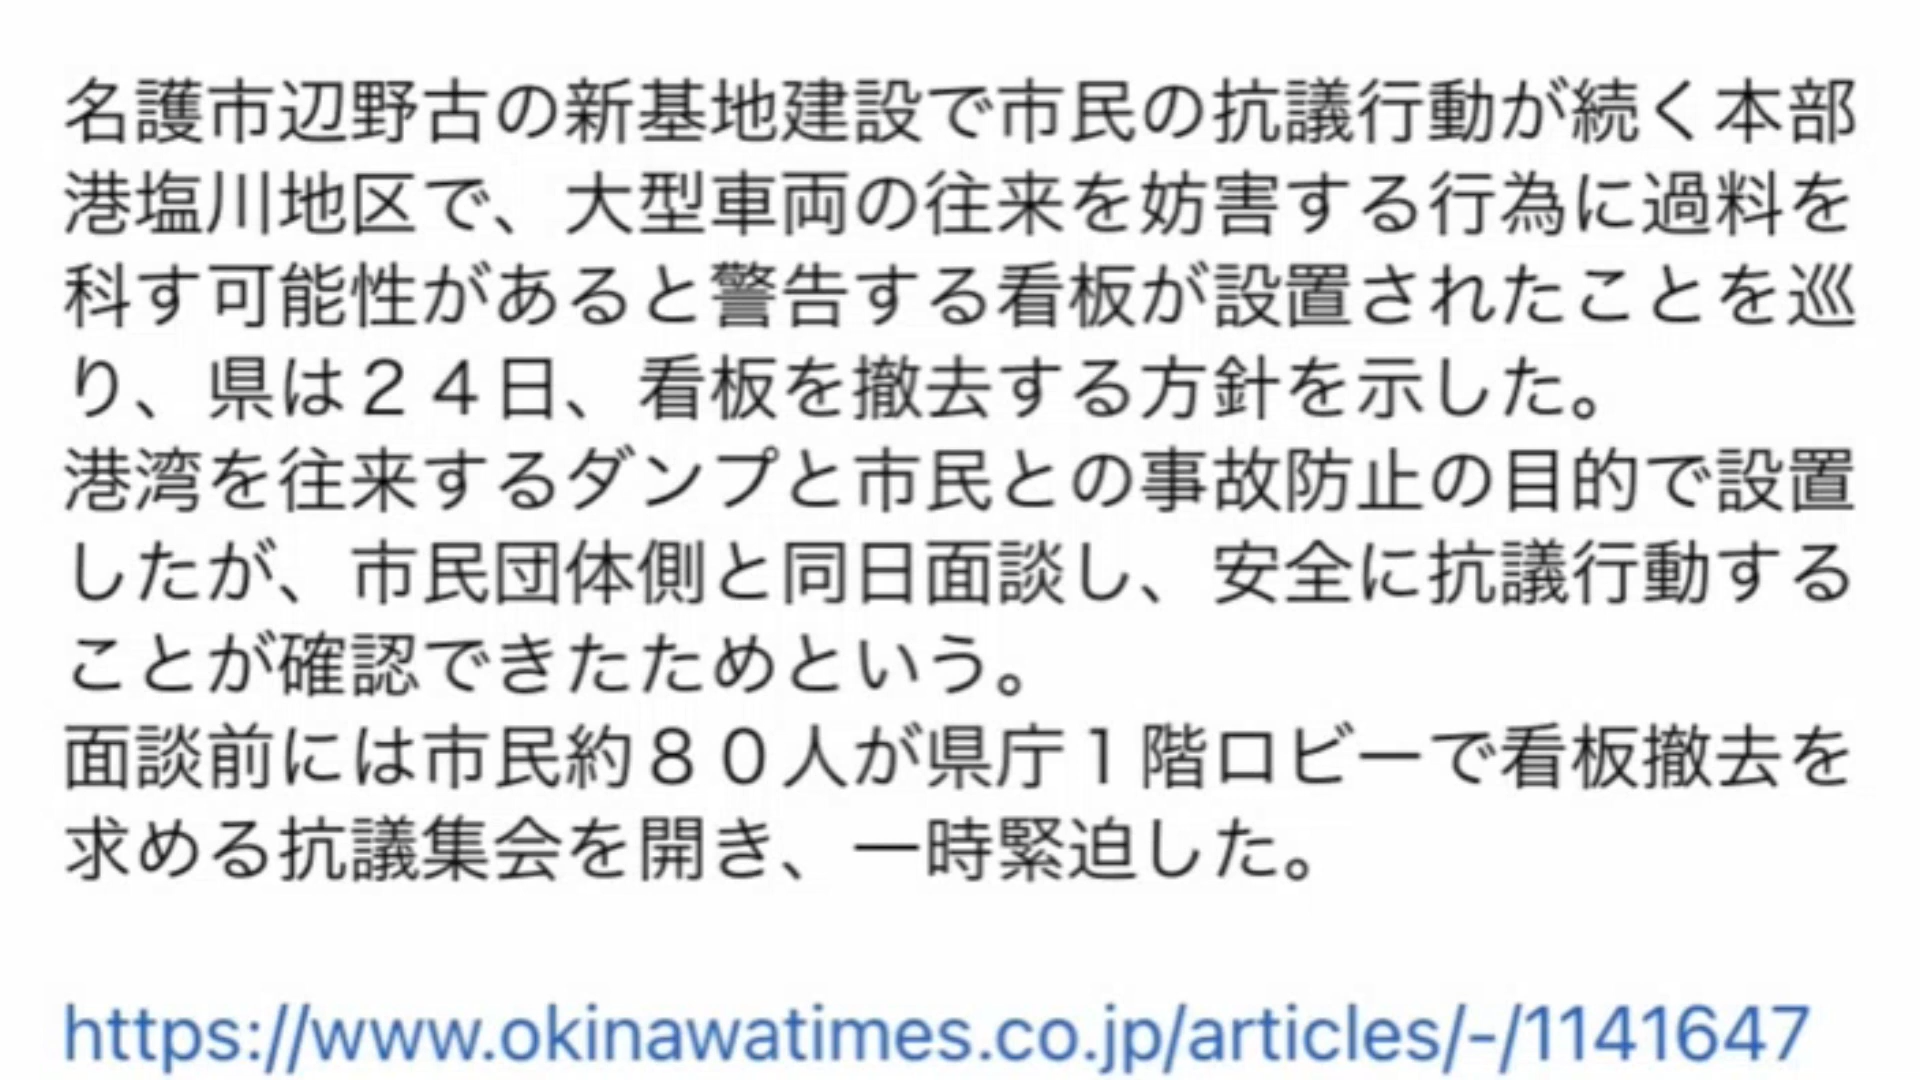 名護市辺野古の新基地建設で市民の抗議行動が続く本部
港塩川地区で、大型車両の往来を妨害する行為に過料を
科す可能性があると警告する看板が設置されたことを巡
り、県は２４日、看板を撤去する方針を示した。
港湾を往来するダンプと市民との事故防止の目的で設置
したが、市民団体側と同日面談し、安全に抗議行動する
ことが確認できたためという。
面談前には市民約８０人が県庁１階ロビーで看板撤去を
求める抗議集会を開き、一時緊迫した。
https://www.okinawatimes.co.jp/articles/-/1141647